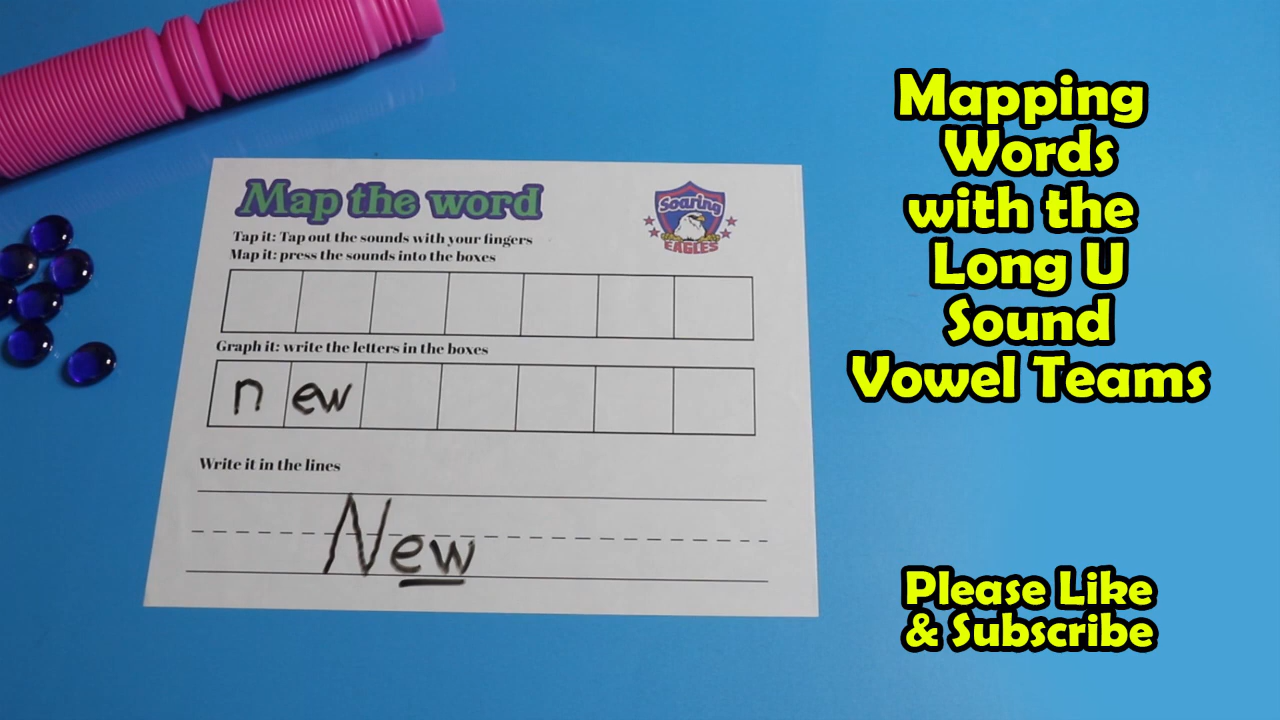 Map the word
Soaring
EAGLES
Tap it: Tap out the sounds with your fingers
Map it: press the sounds into the boxes
Graph it: write the letters in the boxes
n ew
Write it in the lines
New
Mapping
Words
with the
Long U
Sound
Vowel Teams
Please Like
& Subscribe